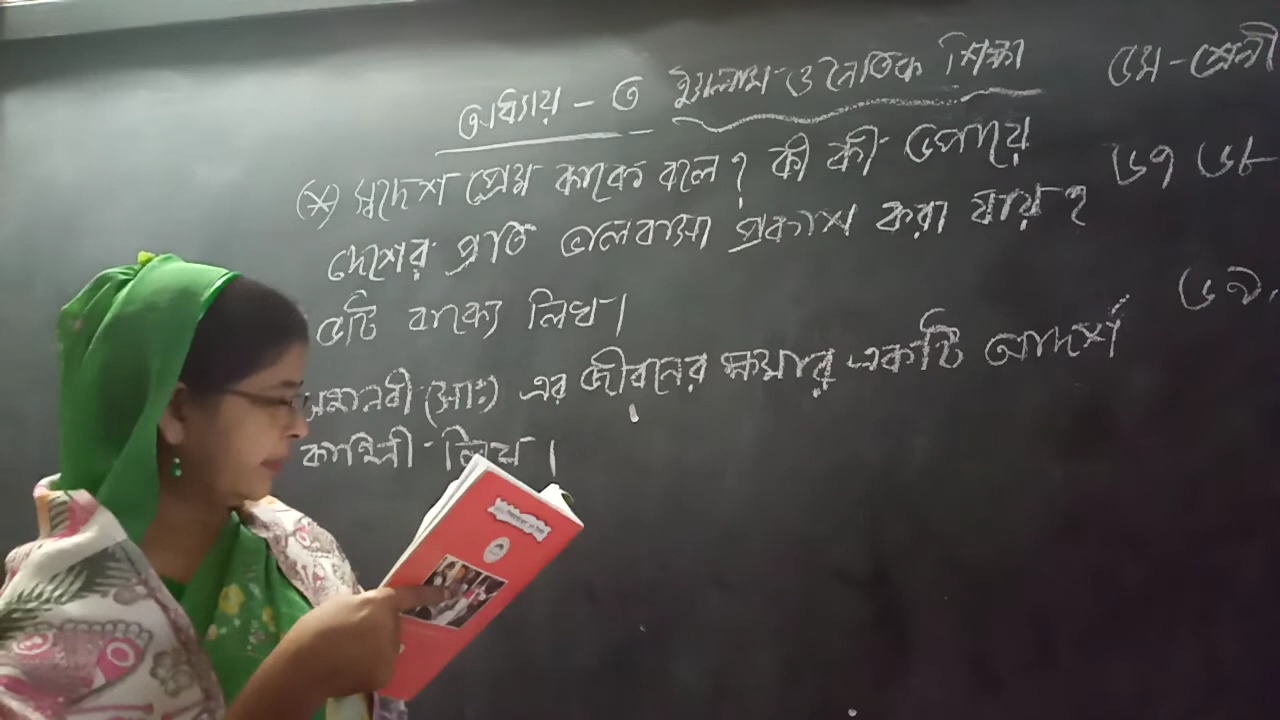 অধ্যায় - ৩ ইসলাম ও নৈতিক শিক্ষা ৫ম - শ্রেনী
(*) স্বদেশ প্রেম কাকে বলে? কী কী উপায়ে ৬৭ ৬৮
দেশের প্রতি ভালবাসা প্রকাশ করা যায়?
৫টি বাক্যে লিখ। ৬৯.
মহানবী (সাঃ) এর জীবনের ক্ষমার একটি আদর্শ
কাহিনী লিখ।